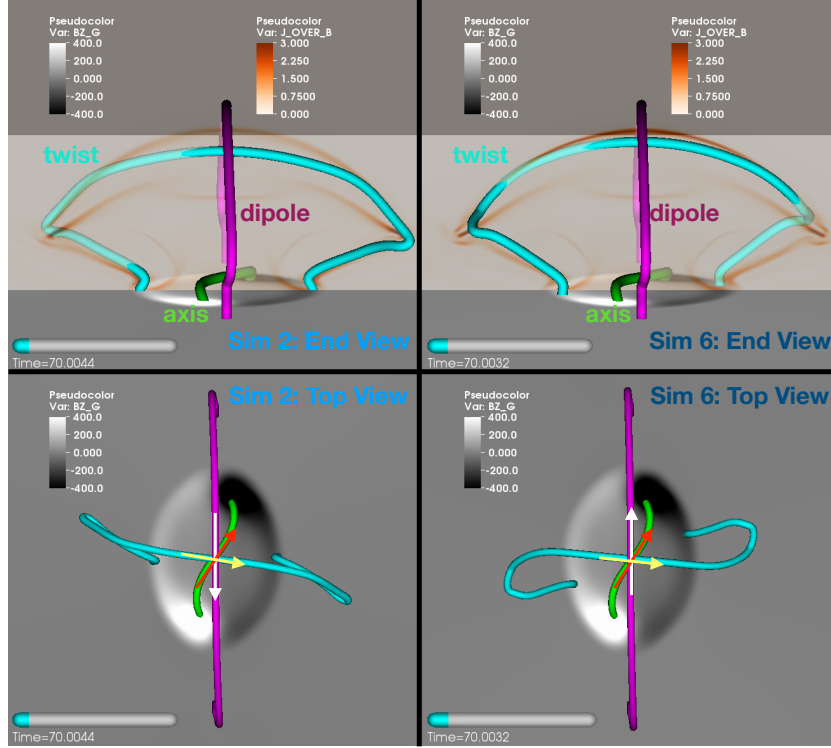 Pseudocolor
Var: BZ_G
400.0
200.0
0.000
-200.0
-400.0
Pseudocolor
Var: J_OVER_B
3.000
2.250
1.500
0.7500
0.000
twist
dipole
axis
Sim 2: End View
Time=70.0044
Pseudocolor
Var: BZ_G
400.0
200.0
0.000
-200.0
-400.0
Pseudocolor
Var: J_OVER_B
3.000
2.250
1.500
0.7500
0.000
twist
dipole
axis
Sim 6: End View
Time=70.0032
Pseudocolor
Var: BZ_G
400.0
200.0
0.000
-200.0
-400.0
Sim 2: Top View
Time=70.0044
Pseudocolor
Var: BZ_G
400.0
200.0
0.000
-200.0
-400.0
Sim 6: Top View
Time=70.0032